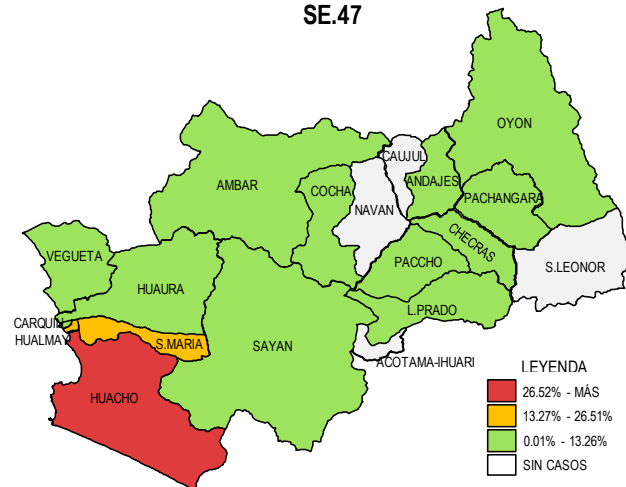 SE.47
OYON
CAUJUL
AMBAR
COCHA
ANDAJES
NAVAN
PACHANGARA
VEGUETA
CHECRAS
HUAURA
PACCHO
S.LEONOR
L.PRADO
CARQUIN
HUALMAY
S.MARIA
SAYAN
ACOTAMA-IHUARI
HUACHO
LEYENDA
26.52% - MÁS
13.27% - 26.51%
0.01% - 13.26%
SIN CASOS